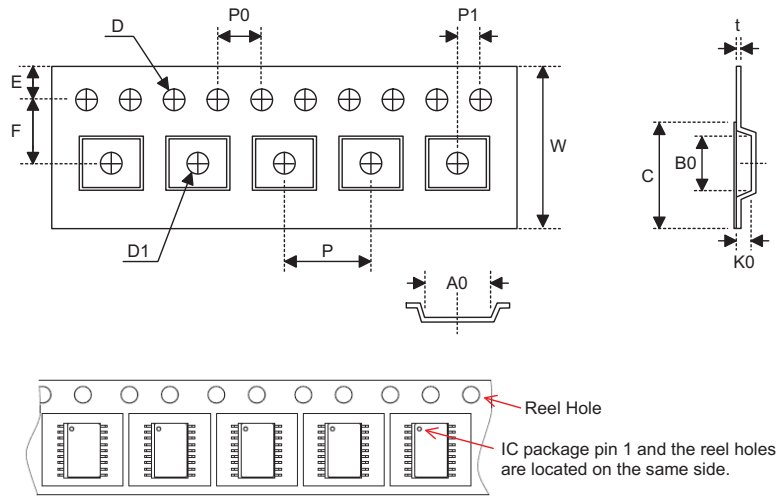 D
P0
P1
t
E
F
W
C
B0
D1
P
K0
A0
Reel Hole
IC package pin 1 and the reel holes
are located on the same side.